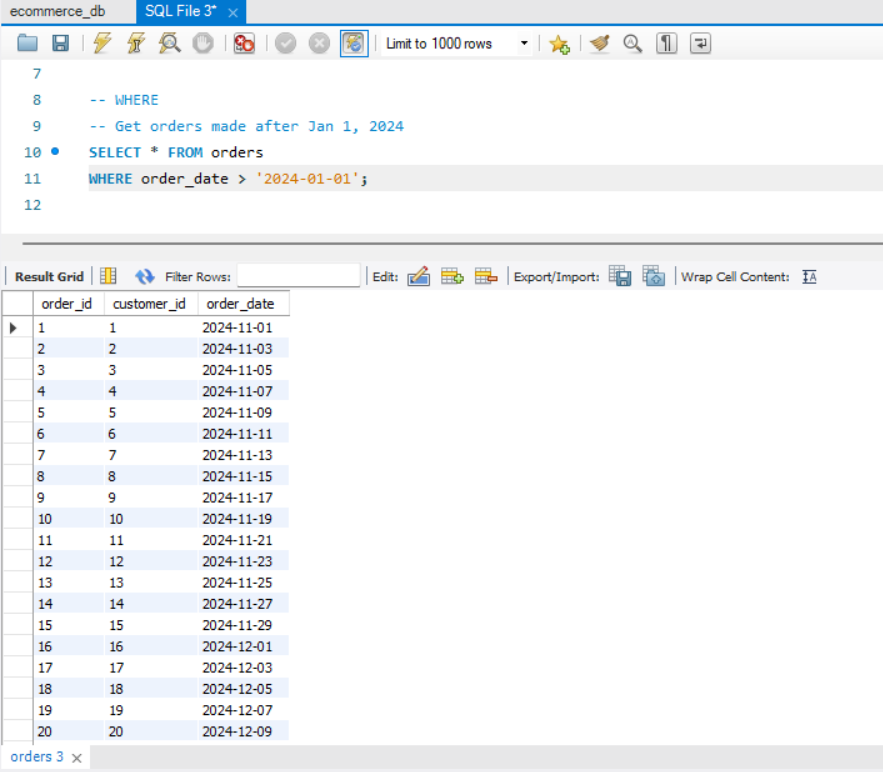 ecommerce_db SQL File 3* ×
Limit to 1000 rows
7
8 -- WHERE
9 -- Get orders made after Jan 1, 2024
10 SELECT * FROM orders
11 WHERE order_date > '2024-01-01';
12
Result Grid Filter Rows: Edit: Export/Import: Wrap Cell Content: IA
order_id customer_id order_date
1 1 2024-11-01
2 2 2024-11-03
3 3 2024-11-05
4 4 2024-11-07
5 5 2024-11-09
6 6 2024-11-11
7 7 2024-11-13
8 8 2024-11-15
9 9 2024-11-17
10 10 2024-11-19
11 11 2024-11-21
12 12 2024-11-23
13 13 2024-11-25
14 14 2024-11-27
15 15 2024-11-29
16 16 2024-12-01
17 17 2024-12-03
18 18 2024-12-05
19 19 2024-12-07
20 20 2024-12-09
orders 3 ×